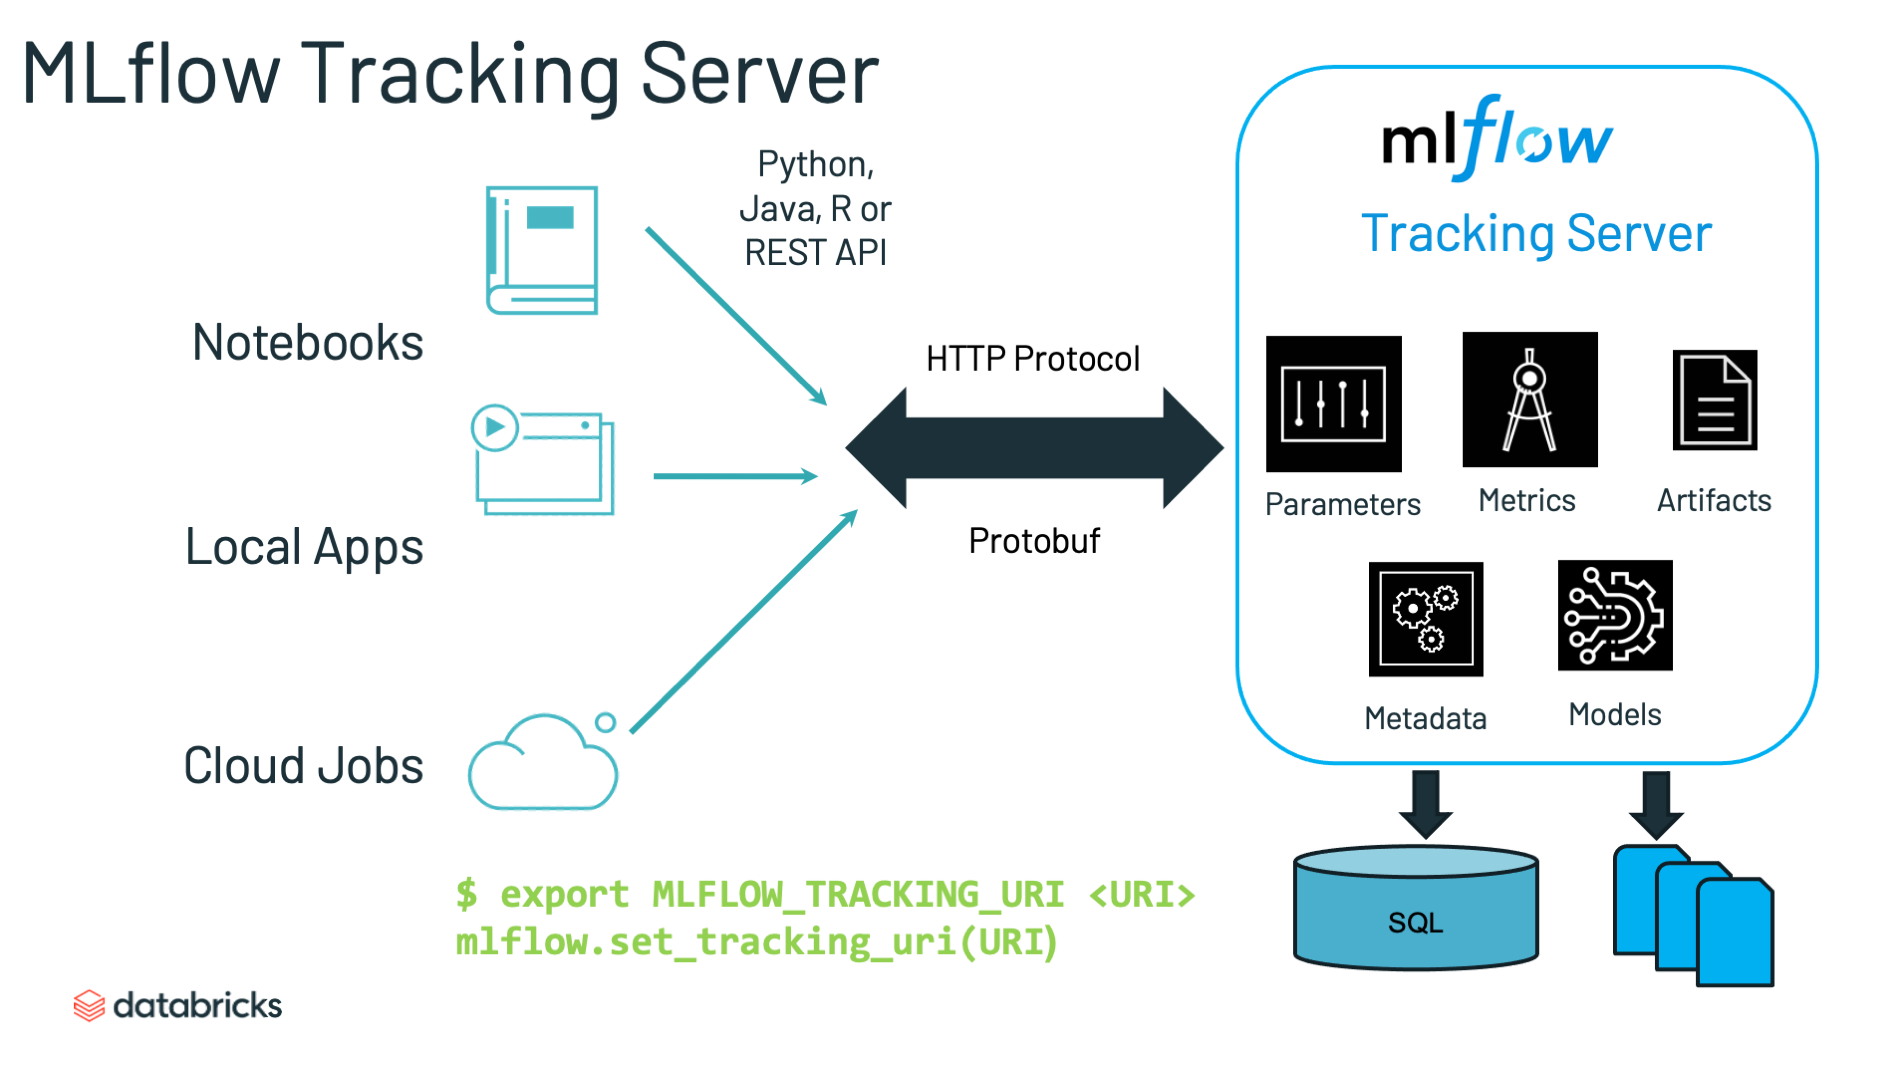 MLflow Tracking Server
Python,
Java, R or
REST API
Notebooks
Local Apps
Cloud Jobs
HTTP Protocol
Protobuf
mlflow
Tracking Server
Parameters
Metrics
Artifacts
Metadata
Models
SQL
$ export MLFLOW_TRACKING_URI <URI>
mlflow.set_tracking_uri(URI)
databricks